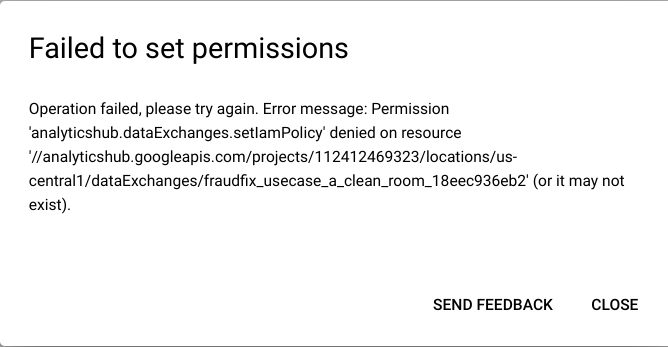 Failed to set permissions
Operation failed, please try again. Error message: Permission
'analyticshub.dataExchanges.setIamPolicy' denied on resource
'//analyticshub.googleapis.com/projects/112412469323/locations/us-
central1/dataExchanges/fraudfix_usecase_a_clean_room_18eec936eb2' (or it may not
exist).
SEND FEEDBACK CLOSE